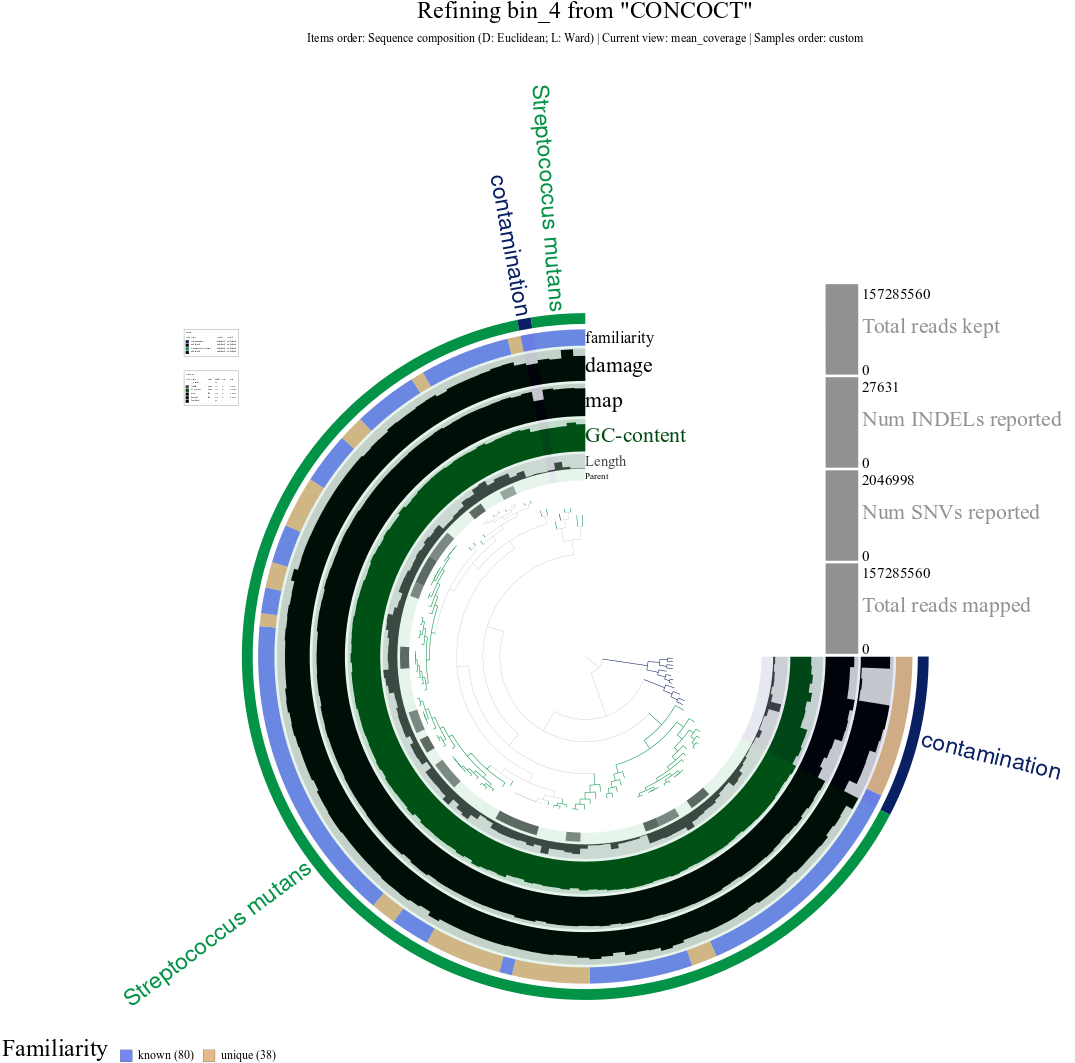 Refining bin_4 from "CONCOCT"
Items order: Sequence composition (D: Euclidean; L: Ward) | Current view: mean_coverage | Samples order: custom
Streptococcus mutans
contamination
familiarity
damage
map
GC-content
Length
Parent
157285560
Total reads kept
0
27631
Num INDELs reported
0
2046998
Num SNVs reported
0
157285560
Total reads mapped
0
contamination
Streptococcus mutans
Familiarity known (80) unique (38)